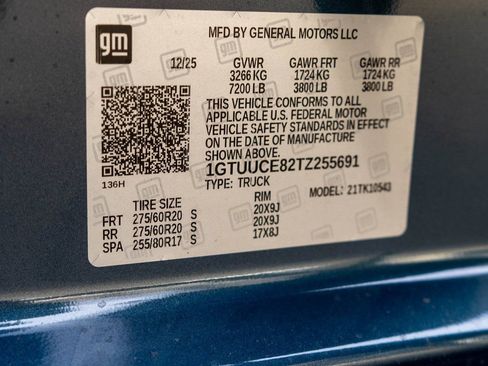 gm
MFD BY GENERAL MOTORS LLC
12/25 GVWR GAWR FRT GAWR RR
3266 KG 1724 KG 1724 KG
7200 LB 3800 LB 3800 LB
THIS VEHICLE CONFORMS TO ALL
APPLICABLE U.S. FEDERAL MOTOR
VEHICLE SAFETY STANDARDS IN EFFECT
ON THE DATE OF MANUFACTURE
SHOWN ABOVE.
1GTUUCE82TZ255691
136H
TYPE: TRUCK MODEL: 21TK10543
TIRE SIZE RIM
FRT 275/60R20 S 20X9J
RR 275/60R20 S 20X9J
SPA 255/80R17 S 17X8J